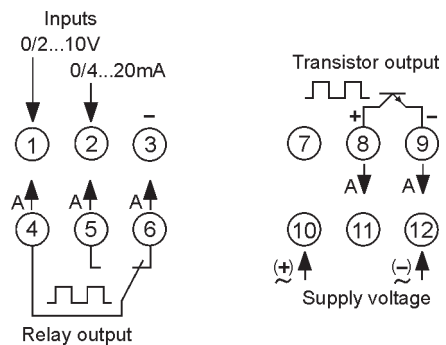 Inputs
0/2...10V
0/4...20mA
–
1 2 3
A A A
4 5 6
Relay output
Transistor output
+ –
7 8 9
A A
10 11 12
(+) (–)
~ ~
Supply voltage